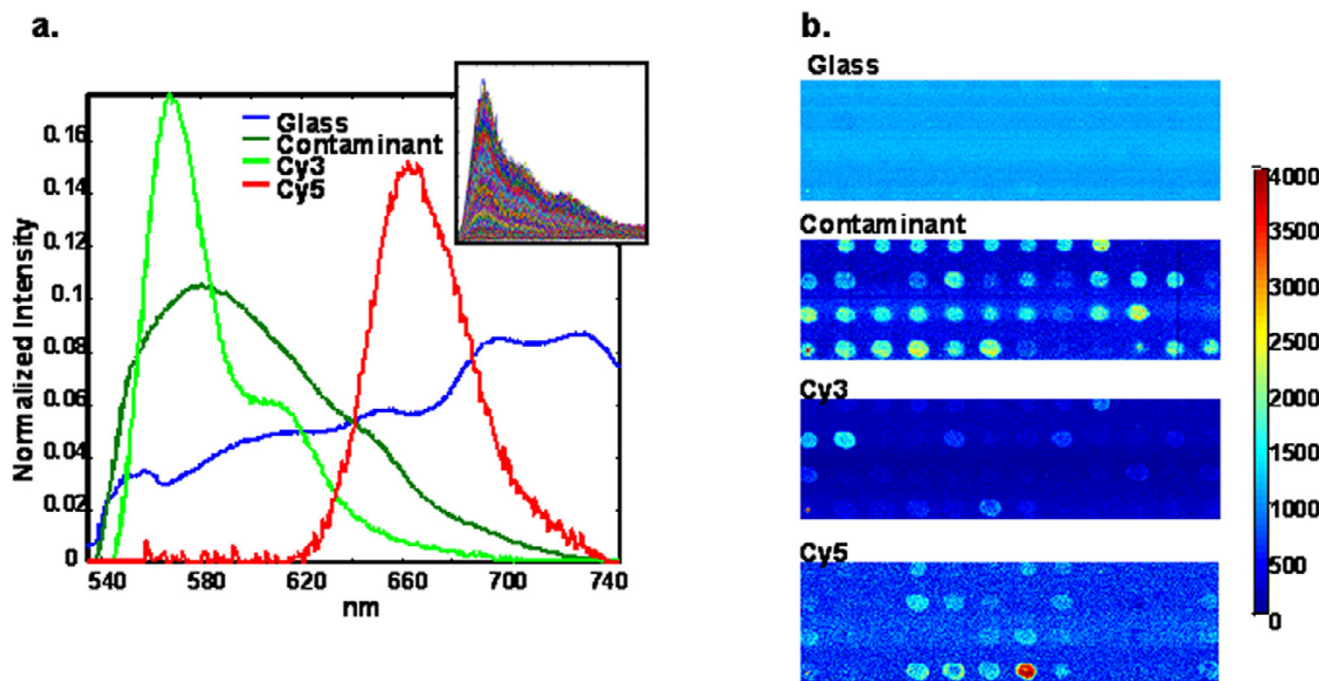 a.
Normalized Intensity
0.16
0.14
0.12
0.1
0.08
0.06
0.04
0.02
0
540 580 620 660 700 740
nm
Glass
Contaminant
Cy3
Cy5
b.
Glass
Contaminant
Cy3
Cy5
4000
3500
3000
2500
2000
1500
1000
500
0